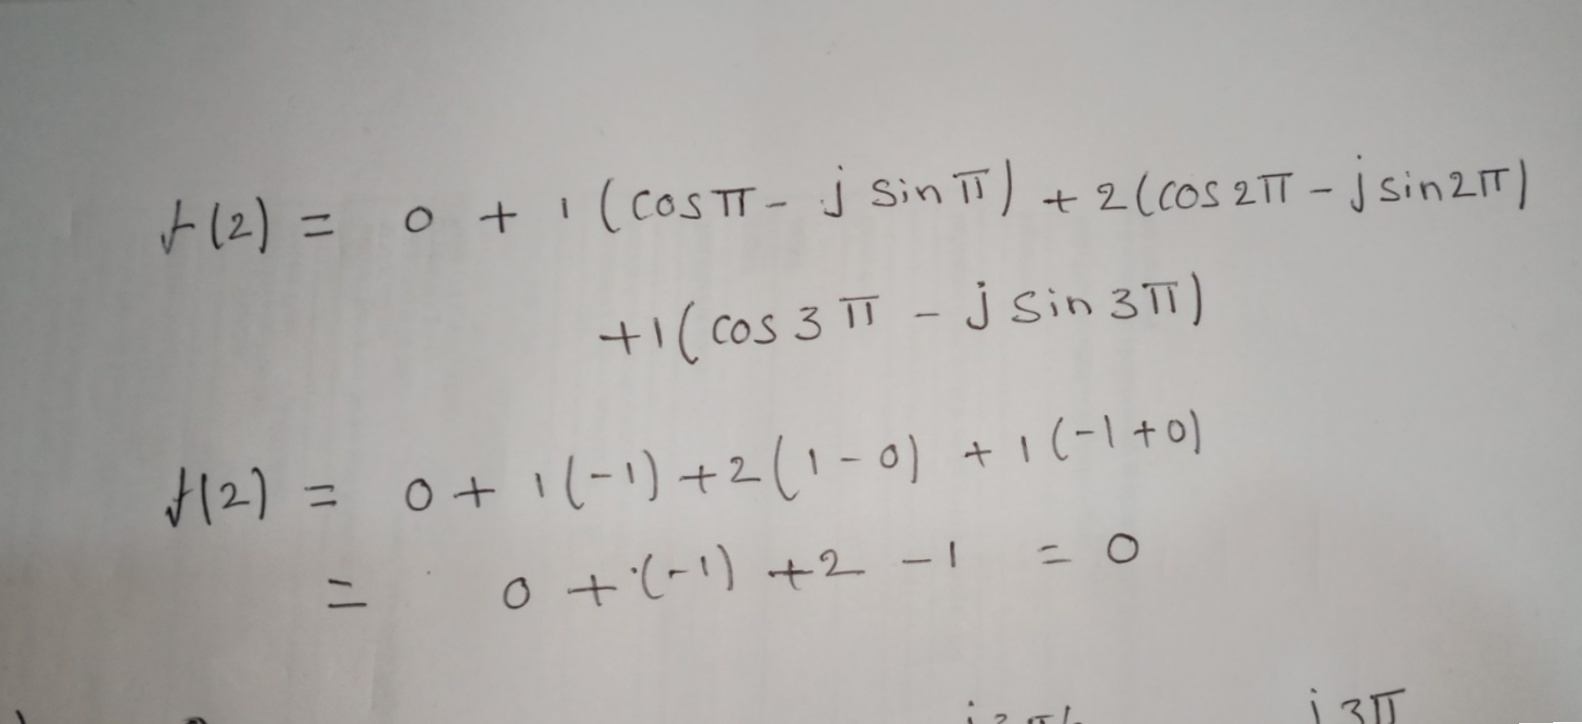 f(2) = 0 + 1 (cos π - j sin π) + 2(cos 2π - j sin 2π)
+1(cos 3π - j sin 3π)
f(2) = 0 + 1(-1) + 2(1-0) + 1(-1+0)
= 0 + (-1) + 2 - 1 = 0
j 3π